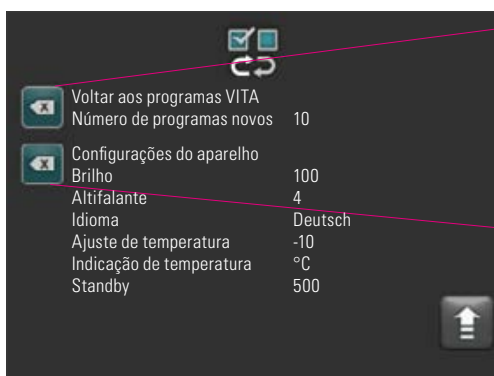 Voltar aos programas VITA
Número de programas novos 10
Configurações do aparelho
Brilho 100
Altifalante 4
Idioma Deutsch
Ajuste de temperatura -10
Indicação de temperatura °C
Standby 500